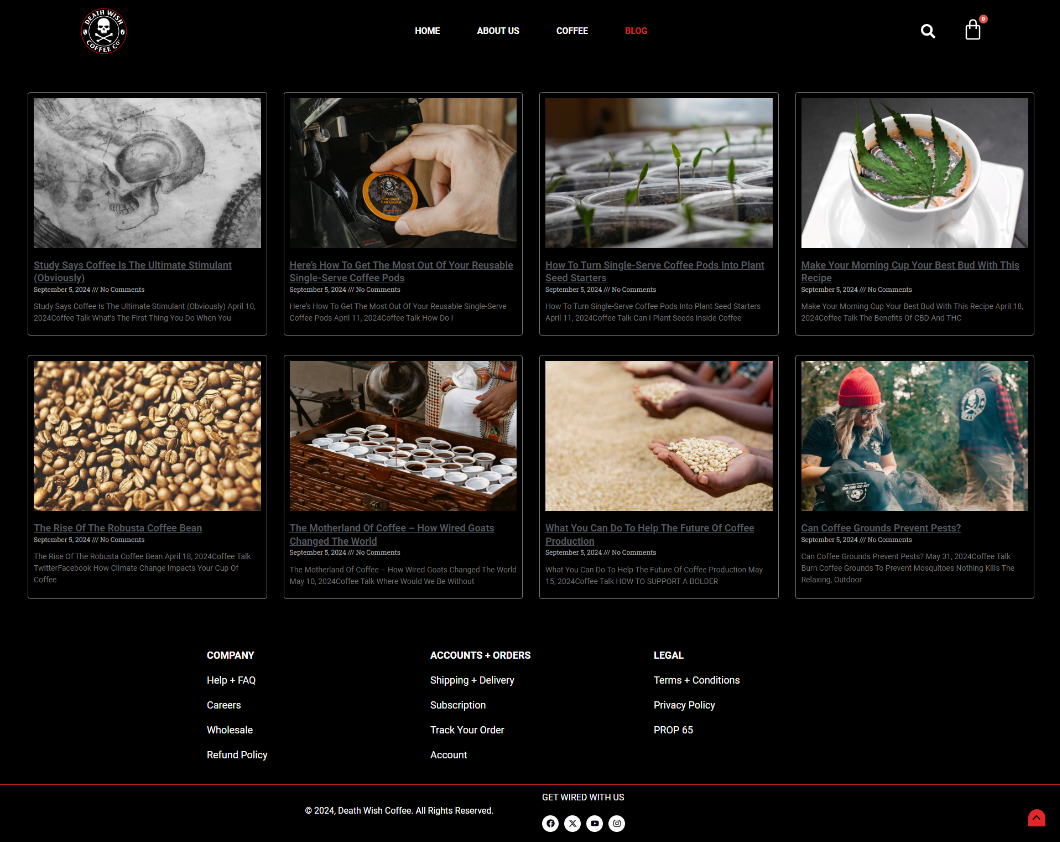 DEATH WISH
COFFEE CO
HOME
ABOUT US
COFFEE
BLOG
0
Study Says Coffee Is The Ultimate Stimulant
(Obviously)
September 5, 2024 /// No Comments
Study Says Coffee Is The Ultimate Stimulant (Obviously) April 10,
2024Coffee Talk What's The First Thing You Do When You
Here's How To Get The Most Out Of Your Reusable
Single-Serve Coffee Pods
September 5, 2024 /// No Comments
Here's How To Get The Most Out Of Your Reusable Single-Serve
Coffee Pods April 11, 2024Coffee Talk How Do I
How To Turn Single-Serve Coffee Pods Into Plant
Seed Starters
September 5, 2024 /// No Comments
How To Turn Single-Serve Coffee Pods Into Plant Seed Starters
April 11, 2024Coffee Talk Can I Plant Seeds Inside Coffee
Make Your Morning Cup Your Best Bud With This
Recipe
September 5, 2024 /// No Comments
Make Your Morning Cup Your Best Bud With This Recipe April 18,
2024Coffee Talk The Benefits Of CBD And THC
The Rise Of The Robusta Coffee Bean
September 5, 2024 /// No Comments
The Rise Of The Robusta Coffee Bean April 18, 2024Coffee Talk
TwitterFacebook How Climate Change Impacts Your Cup Of
Coffee
The Motherland Of Coffee – How Wired Goats
Changed The World
September 5, 2024 /// No Comments
The Motherland Of Coffee – How Wired Goats Changed The World
May 10, 2024Coffee Talk Where Would We Be Without
What You Can Do To Help The Future Of Coffee
Production
September 5, 2024 /// No Comments
What You Can Do To Help The Future Of Coffee Production May
15, 2024Coffee Talk HOW TO SUPPORT A BOLDER
Can Coffee Grounds Prevent Pests?
September 5, 2024 /// No Comments
Can Coffee Grounds Prevent Pests? May 31, 2024Coffee Talk
Burn Coffee Grounds To Prevent Mosquitoes Nothing Kills The
Relaxing, Outdoor
COMPANY
Help + FAQ
Careers
Wholesale
Refund Policy
ACCOUNTS + ORDERS
Shipping + Delivery
Subscription
Track Your Order
Account
LEGAL
Terms + Conditions
Privacy Policy
PROP 65
© 2024, Death Wish Coffee. All Rights Reserved.
GET WIRED WITH US